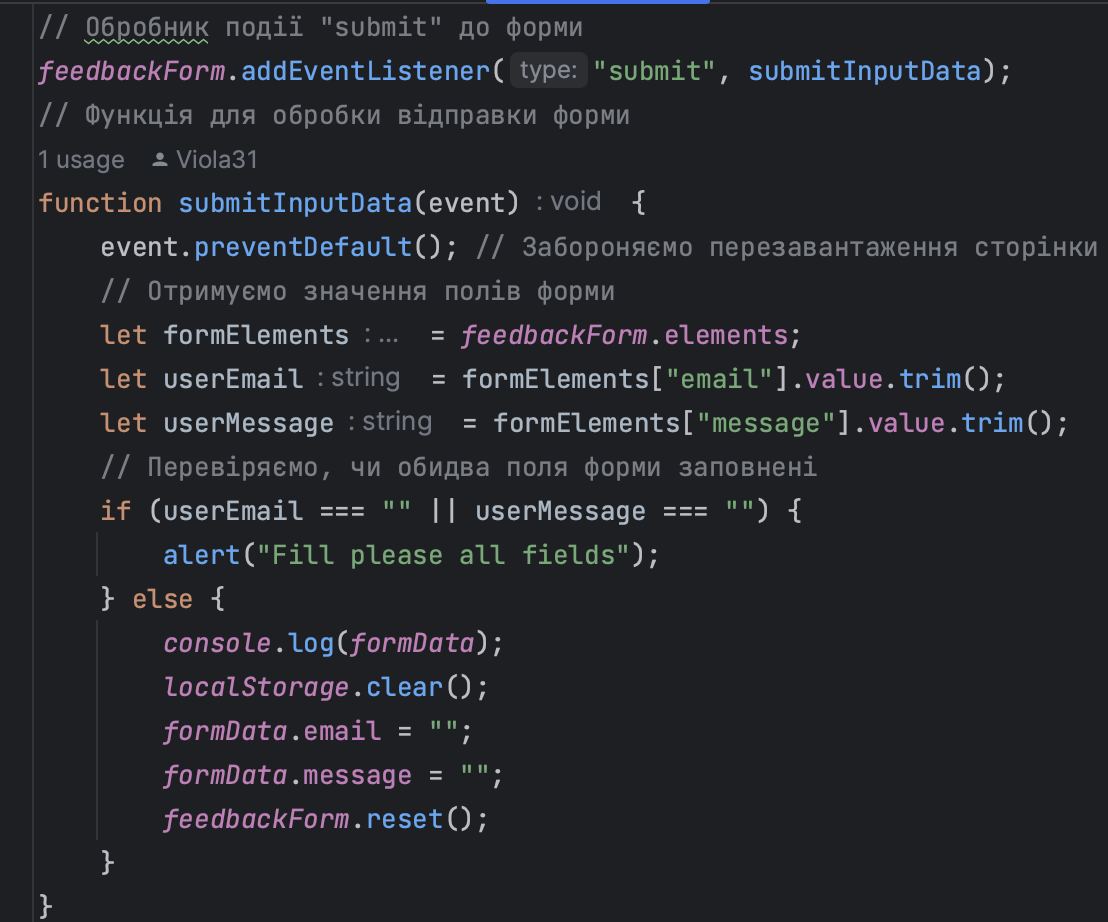 // Обробник події "submit" до форми
feedbackForm.addEventListener( type: "submit", submitInputData);
// Функція для обробки відправки форми
1 usage Viola31
function submitInputData(event) : void {
    event.preventDefault(); // Забороняємо перезавантаження сторінки
    // Отримуємо значення полів форми
    let formElements : ... = feedbackForm.elements;
    let userEmail : string = formElements["email"].value.trim();
    let userMessage : string = formElements["message"].value.trim();
    // Перевіряємо, чи обидва поля форми заповнені
    if (userEmail === "" || userMessage === "") {
        alert("Fill please all fields");
    } else {
        console.log(formData);
        localStorage.clear();
        formData.email = "";
        formData.message = "";
        feedbackForm.reset();
    }
}